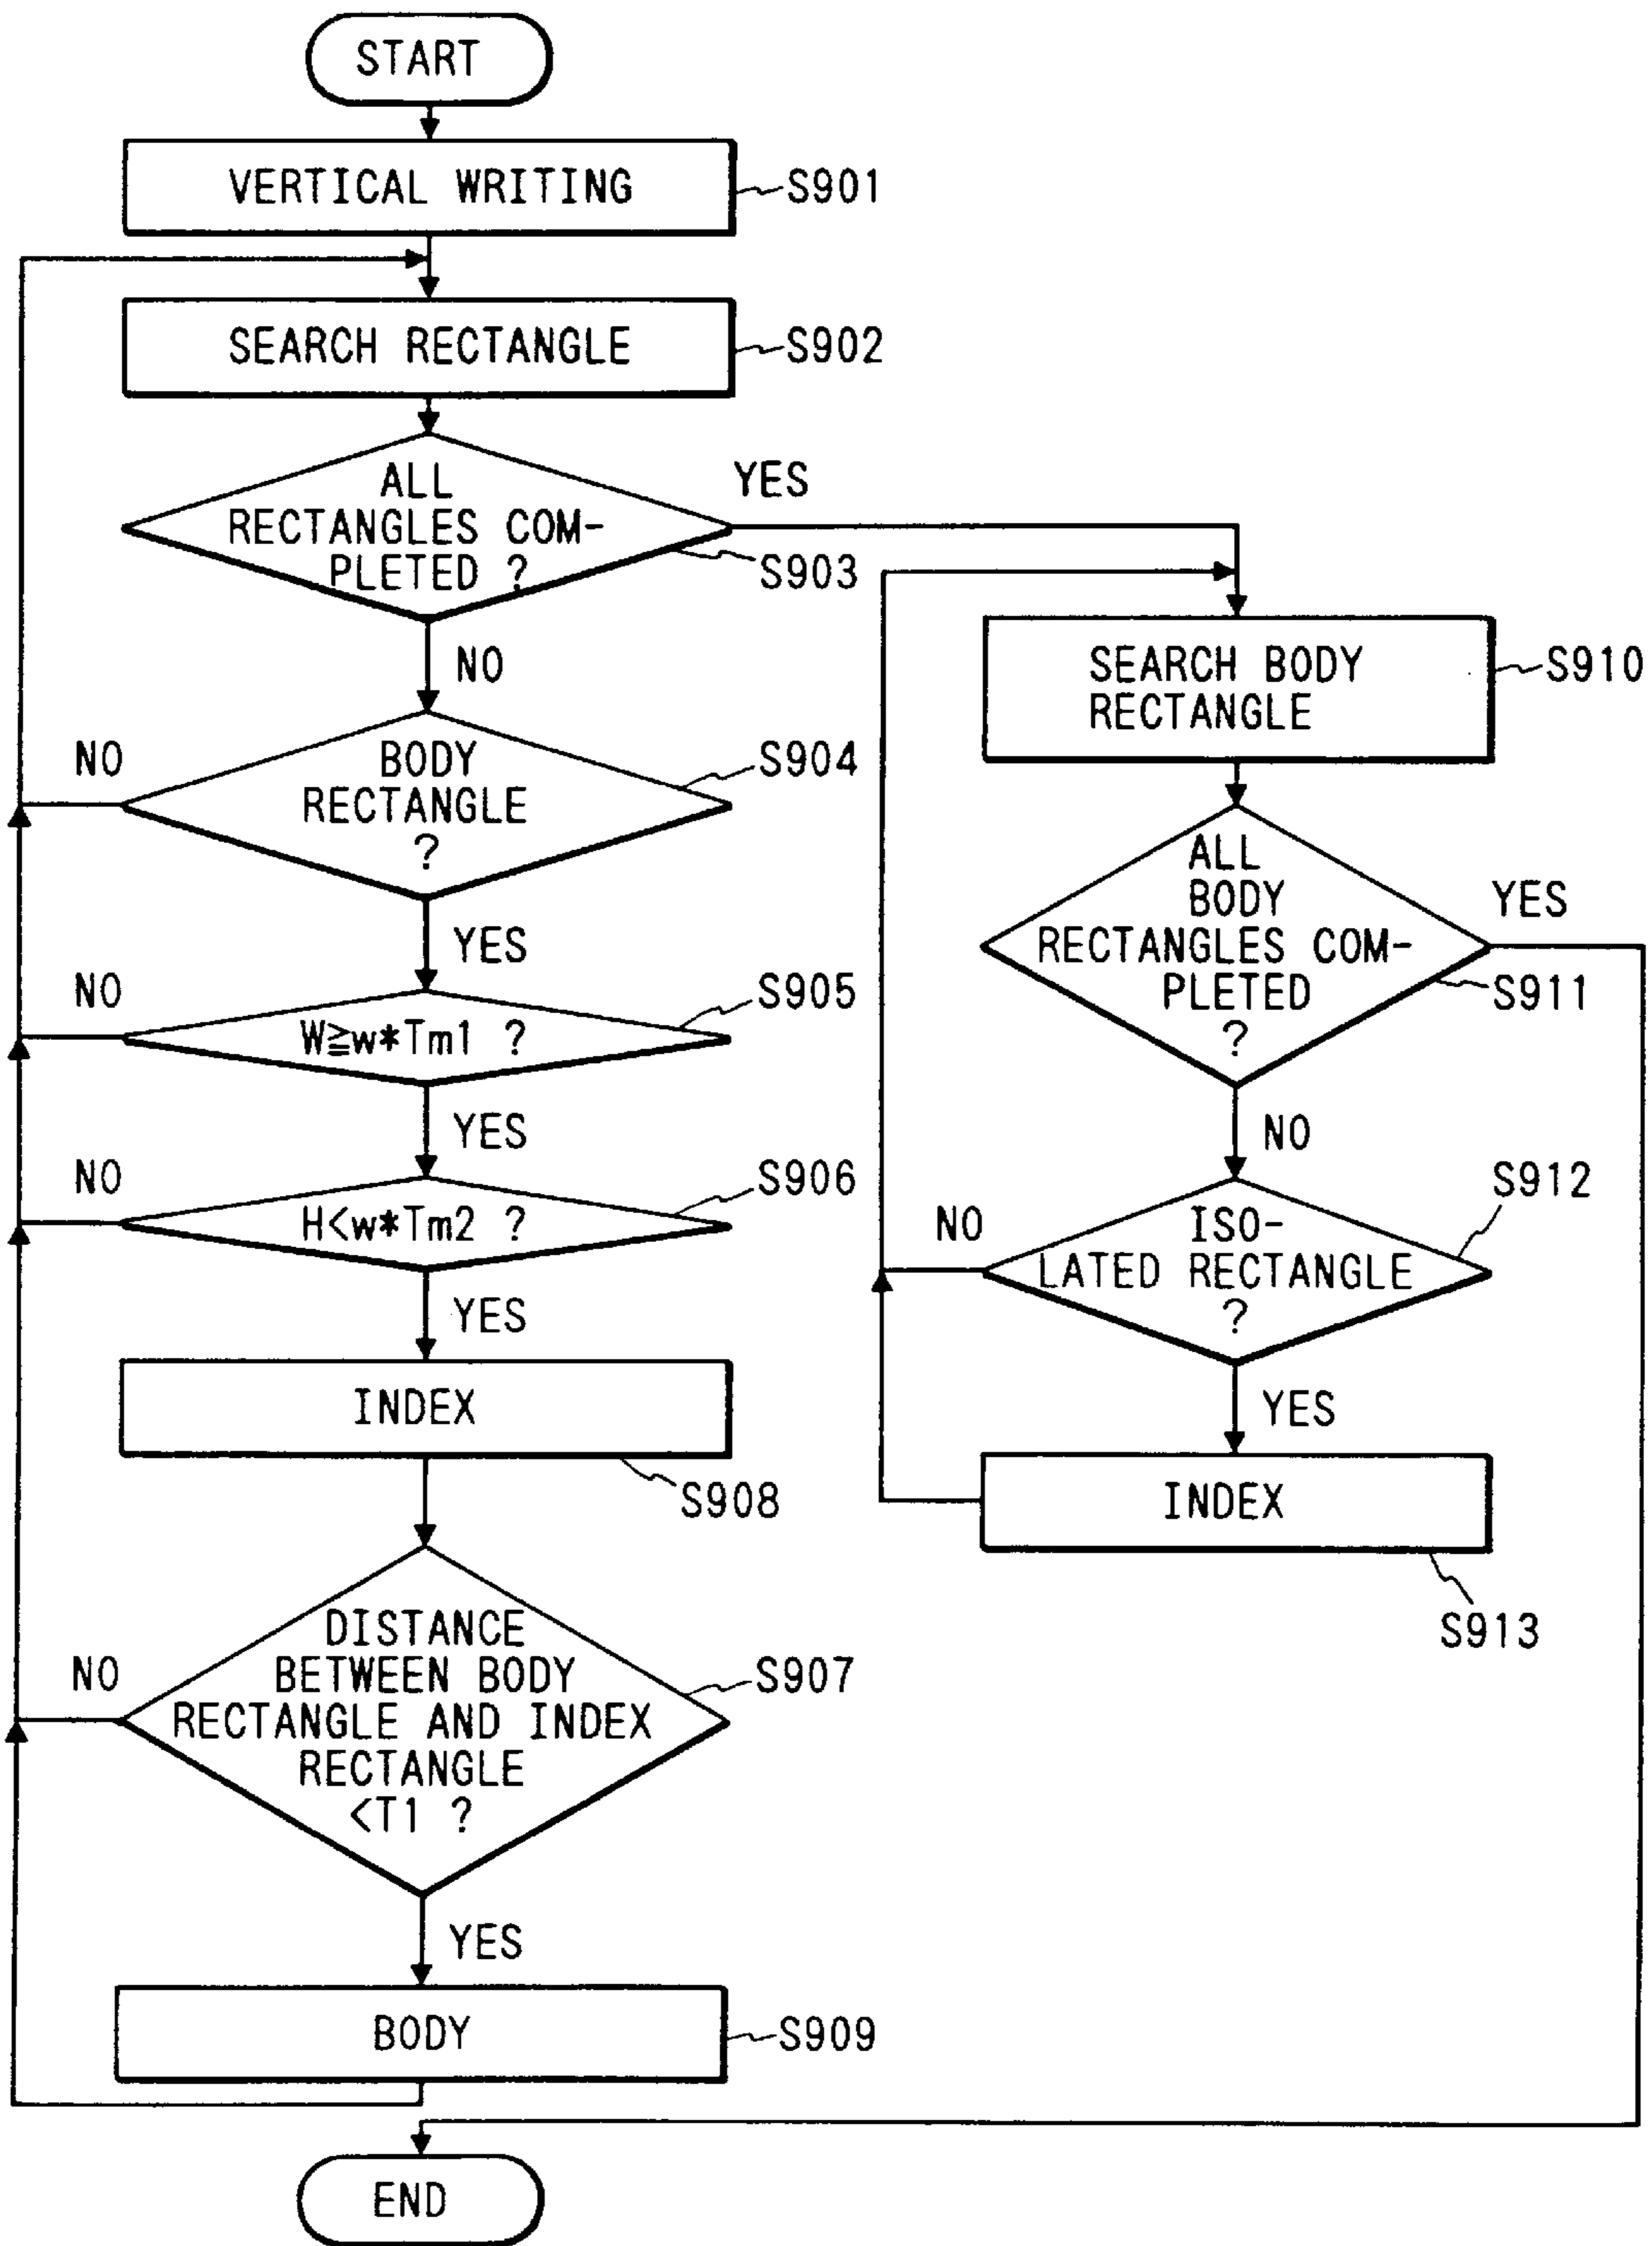 START
VERTICAL WRITING
S901
SEARCH RECTANGLE
S902
ALL
RECTANGLES COM-
PLETED ?
YES
S903
NO
BODY
RECTANGLE
?
S904
NO
YES
W≧w*Tm1 ?
S905
NO
YES
H<w*Tm2 ?
S906
NO
YES
INDEX
S908
DISTANCE
BETWEEN BODY
RECTANGLE AND INDEX
RECTANGLE
<T1 ?
S907
NO
YES
BODY
S909
END
SEARCH BODY
RECTANGLE
S910
ALL
BODY
RECTANGLES COM-
PLETED
?
YES
S911
NO
ISO-
LATED RECTANGLE
?
S912
NO
YES
INDEX
S913